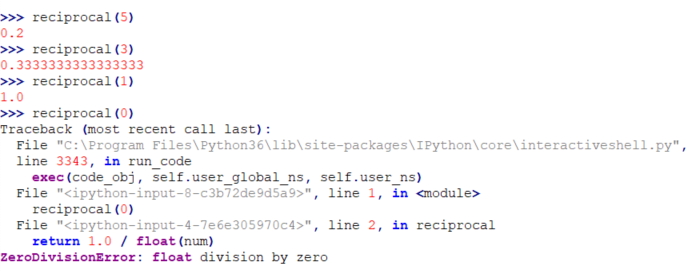 >>> reciprocal(5)
0.2
>>> reciprocal(3)
0.3333333333333333
>>> reciprocal(1)
1.0
>>> reciprocal(0)
Traceback (most recent call last):
  File "C:\Program Files\Python36\lib\site-packages\IPython\core\interactiveshell.py",
  line 3343, in run_code
    exec(code_obj, self.user_global_ns, self.user_ns)
  File "<ipython-input-8-c3b72de9d5a9>", line 1, in <module>
    reciprocal(0)
  File "<ipython-input-4-7e6e305970c4>", line 2, in reciprocal
    return 1.0 / float(num)
ZeroDivisionError: float division by zero